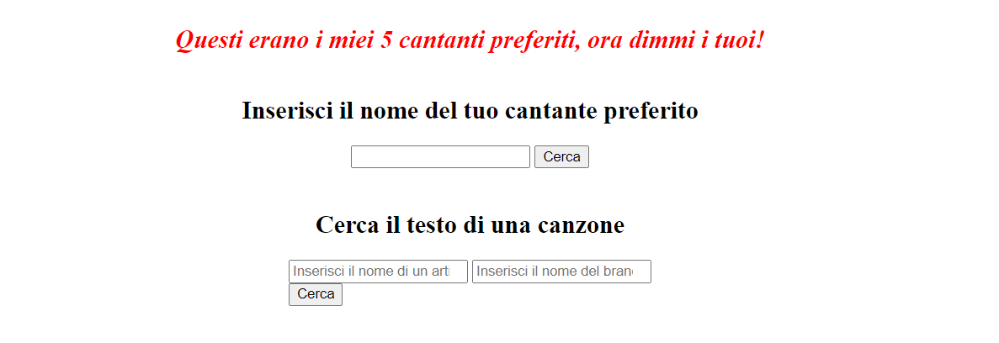 Questi erano i miei 5 cantanti preferiti, ora dimmi i tuoi!
Inserisci il nome del tuo cantante preferito
Cerca
Cerca il testo di una canzone
Inserisci il nome di un arti Inserisci il nome del bran
Cerca